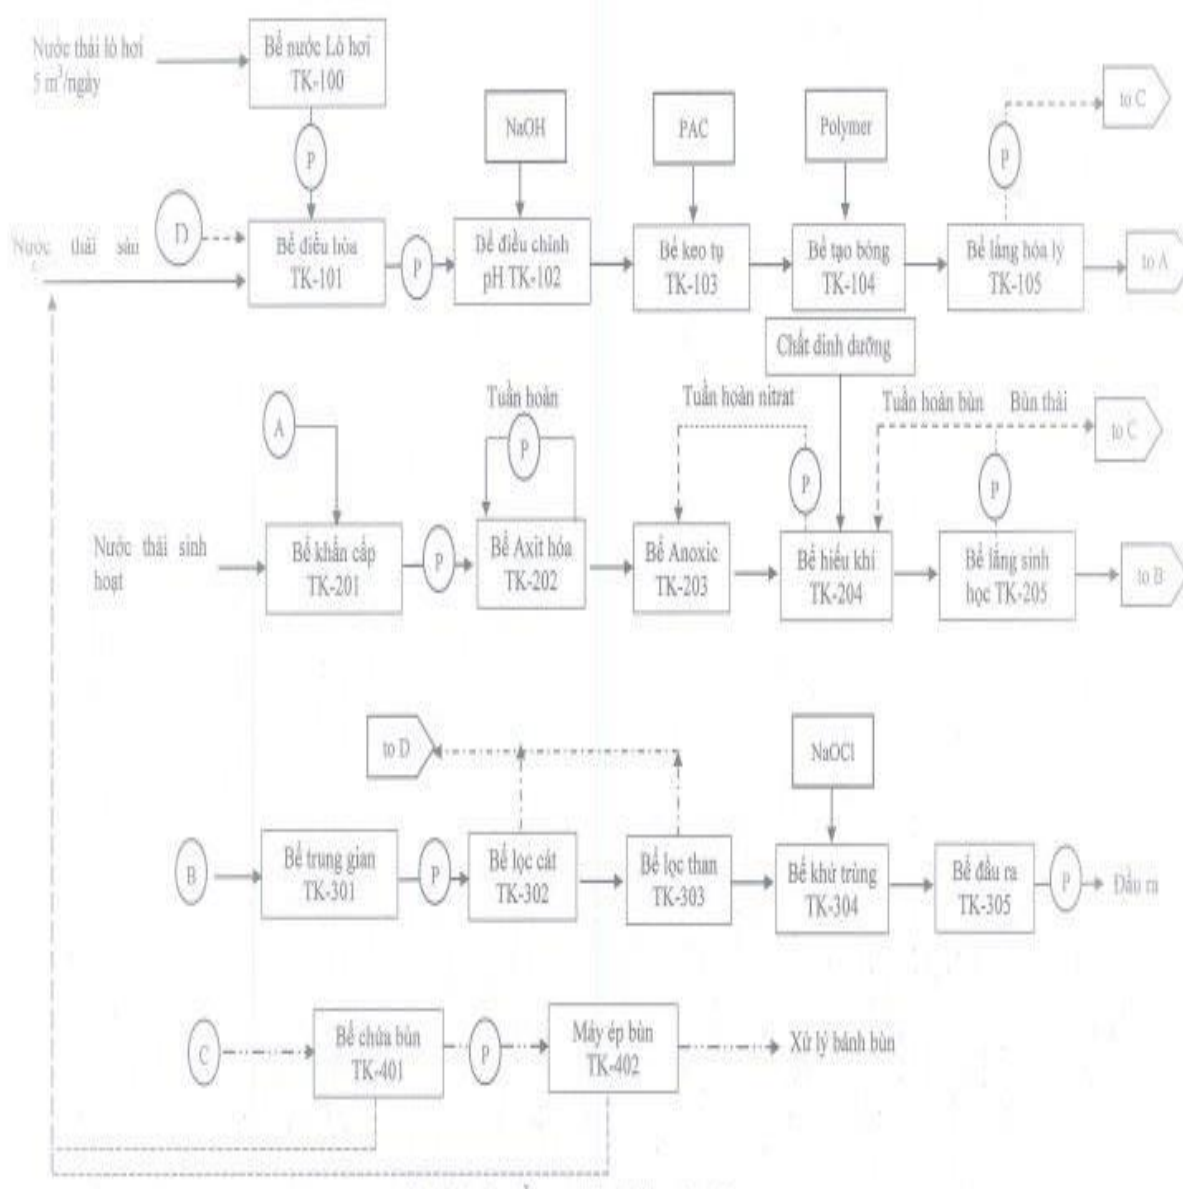 Nước thải lò hơi
5 m³/ngày
Bể nước Lò hơi
TK-100
P
NaOH
PAC
Polymer
to C
P
D
Nước thải sản
Bể điều hòa
TK-101
P
Bể điều chỉnh
pH TK-102
Bể keo tụ
TK-103
Bể tạo bông
TK-104
Bể lắng hóa lý
TK-105
to A
Chất dinh dưỡng
A
Tuần hoàn
P
Tuần hoàn nitrat
P
Tuần hoàn bùn
Bùn thải
P
to C
Nước thải sinh
hoạt
Bể khẩn cấp
TK-201
P
Bể Axit hóa
TK-202
Bể Anoxic
TK-203
Bể hiếu khí
TK-204
Bể lắng sinh
học TK-205
to B
to D
NaOCl
B
Bể trung gian
TK-301
P
Bể lọc cát
TK-302
Bể lọc than
TK-303
Bể khử trùng
TK-304
Bể đầu ra
TK-305
P
Đầu ra
C
Bể chứa bùn
TK-401
P
Máy ép bùn
TK-402
Xử lý bánh bùn